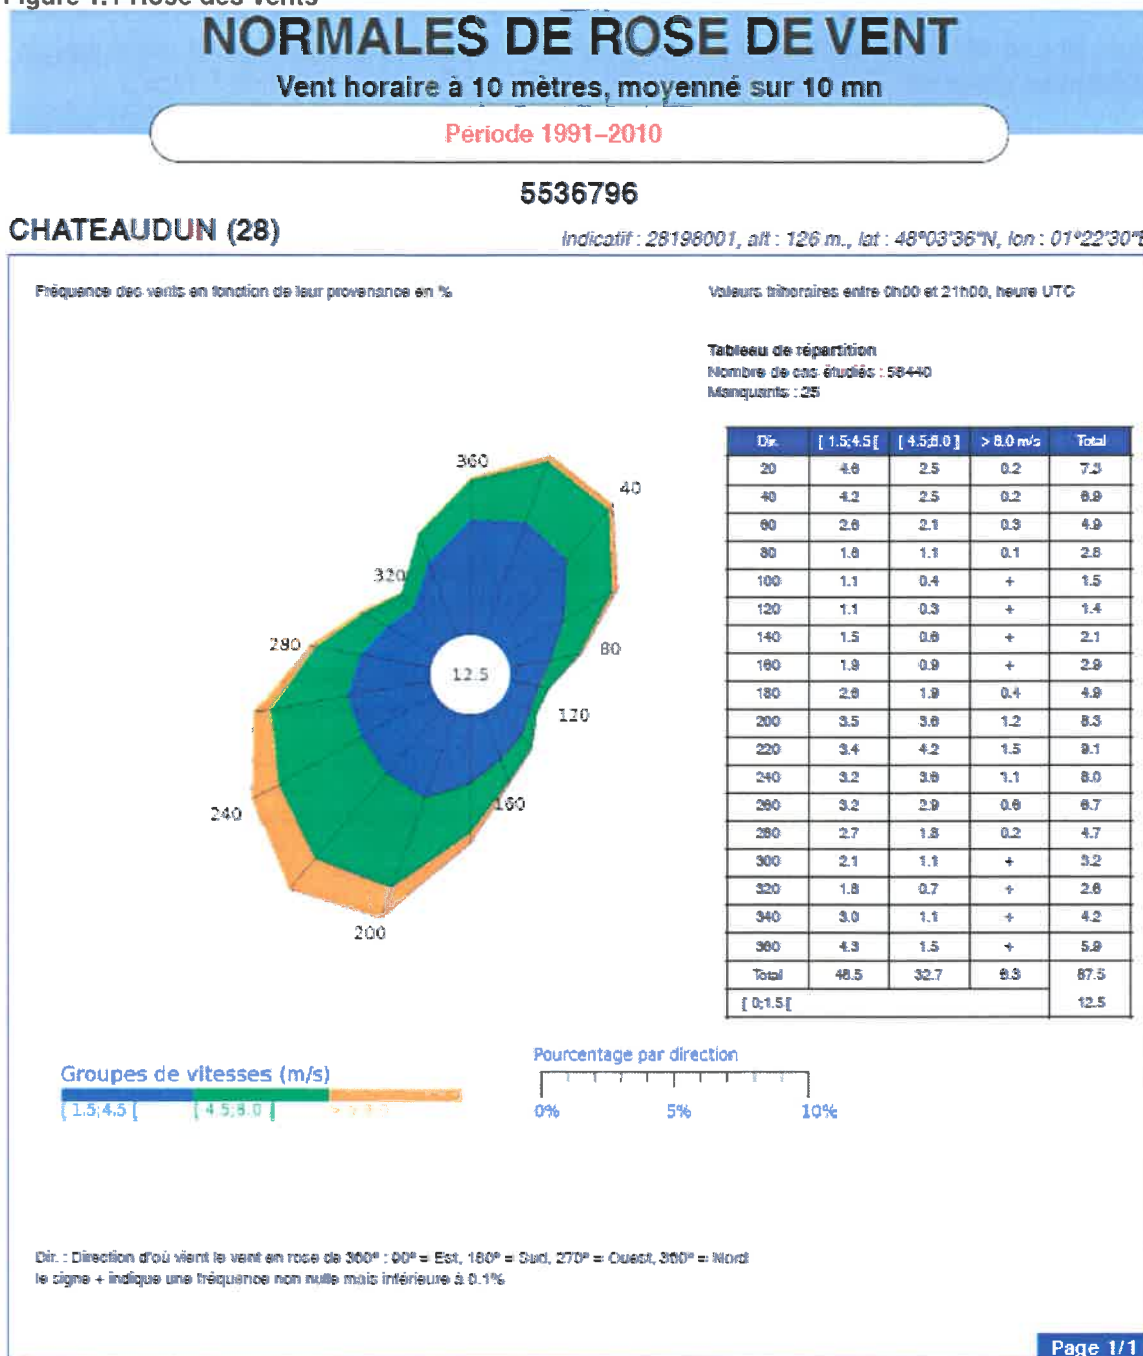 Figure 1.1 Rose des vents
NORMALES DE ROSE DE VENT
Vent horaire à 10 mètres, moyenné sur 10 mn
Période 1991–2010
5536796
CHATEAUDUN (28)
Indicatif : 28198001, alt : 126 m., lat : 48°03'36"N, lon : 01°22'30"E
Fréquence des vents en fonction de leur provenance en %
Valeurs trihoraires entre 0h00 et 21h00, heure UTC
Tableau de répartition
Nombre de cas étudiés : 58440
Manquants : 25
Dir. [ 1.5;4.5 [ [ 4.5;8.0 ] > 8.0 m/s Total
20 4.6 2.5 0.2 7.3
40 4.2 2.5 0.2 6.9
60 2.6 2.1 0.3 4.9
80 1.6 1.1 0.1 2.8
100 1.1 0.4 + 1.5
120 1.1 0.3 + 1.4
140 1.5 0.6 + 2.1
160 1.9 0.9 + 2.9
180 2.6 1.9 0.4 4.9
200 3.5 3.6 1.2 8.3
220 3.4 4.2 1.5 9.1
240 3.2 3.6 1.1 8.0
260 3.2 2.9 0.6 6.7
280 2.7 1.8 0.2 4.7
300 2.1 1.1 + 3.2
320 1.8 0.7 + 2.6
340 3.0 1.1 + 4.2
360 4.3 1.5 + 5.9
Total 48.5 32.7 6.3 87.5
[ 0;1.5 [ 12.5
360
40
320
280
80
12.5
120
240
160
200
Groupes de vitesses (m/s)
[ 1.5;4.5 [ [ 4.5;8.0 ] > 8.0
Pourcentage par direction
0% 5% 10%
Dir. : Direction d'où vient le vent en rose de 360° : 90° = Est, 180° = Sud, 270° = Ouest, 360° = Nord
le signe + indique une fréquence non nulle mais inférieure à 0.1%
Page 1/1